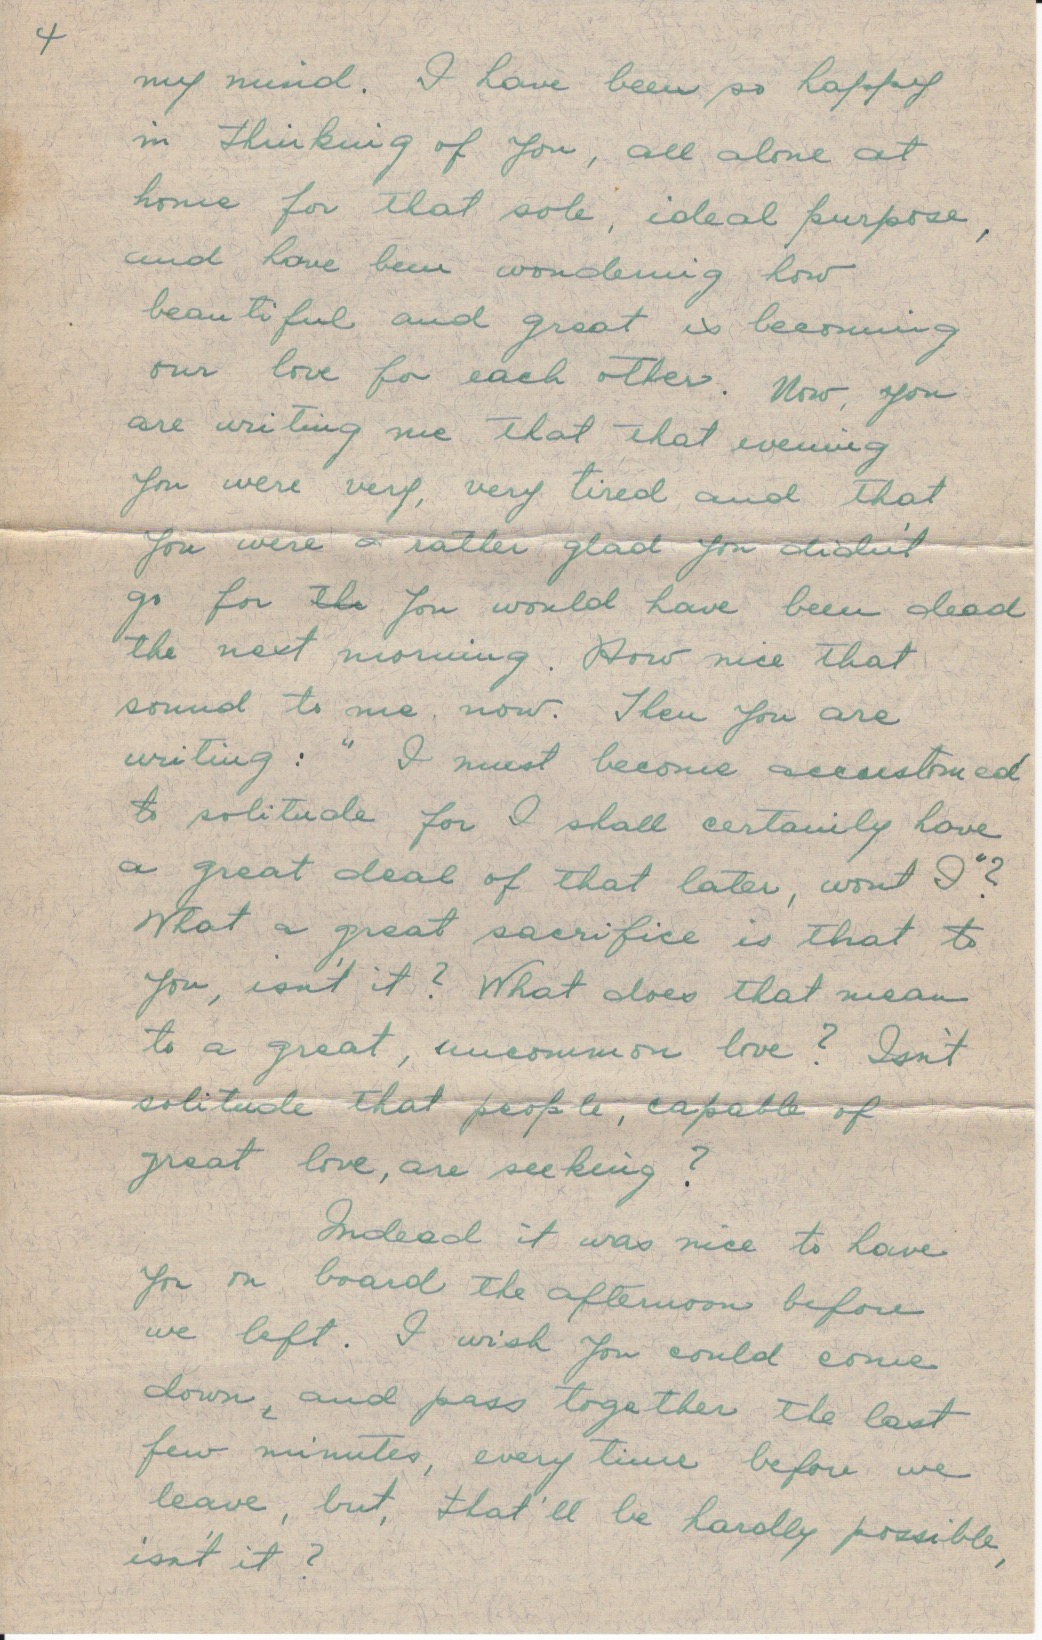 4
my mind. I have been so happy
in thinking of you, all alone at
home for that sole, ideal purpose,
and have been wondering how
beautiful and great is becoming
our love for each other. Now, you
are writing me that that evening
you were very, very tired and that
you were a rather glad you didn't
go for the you would have been dead
the next morning. How nice that
sound to me now. Then you are
writing: " I must become accustomed
to solitude for I shall certainly have
a great deal of that later, wont I"?
What a great sacrifice is that to
you, isn't it? What does that mean
to a great, uncommon love? Isn't
solitude that people, capable of
great love, are seeking?
Indeed it was nice to have
you on board the afternoon before
we left. I wish you could come
down, and pass together the last
few minutes, every time before we
leave, but, that'll be hardly possible,
isn't it?